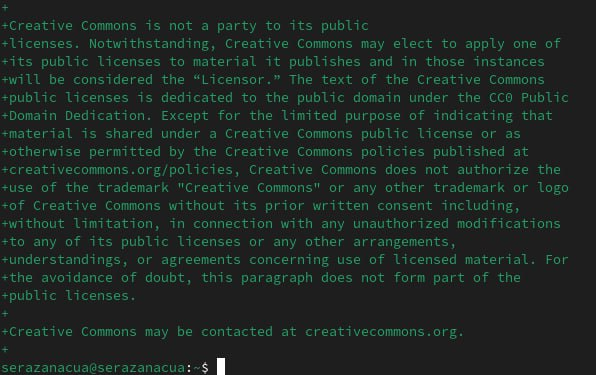 +
+Creative Commons is not a party to its public
+licenses. Notwithstanding, Creative Commons may elect to apply one of
+its public licenses to material it publishes and in those instances
+will be considered the “Licensor.” The text of the Creative Commons
+public licenses is dedicated to the public domain under the CC0 Public
+Domain Dedication. Except for the limited purpose of indicating that
+material is shared under a Creative Commons public license or as
+otherwise permitted by the Creative Commons policies published at
+creativecommons.org/policies, Creative Commons does not authorize the
+use of the trademark "Creative Commons" or any other trademark or logo
+of Creative Commons without its prior written consent including,
+without limitation, in connection with any unauthorized modifications
+to any of its public licenses or any other arrangements,
+understandings, or agreements concerning use of licensed material. For
+the avoidance of doubt, this paragraph does not form part of the
+public licenses.
+
+Creative Commons may be contacted at creativecommons.org.
+
serazanacua@serazanacua:~$